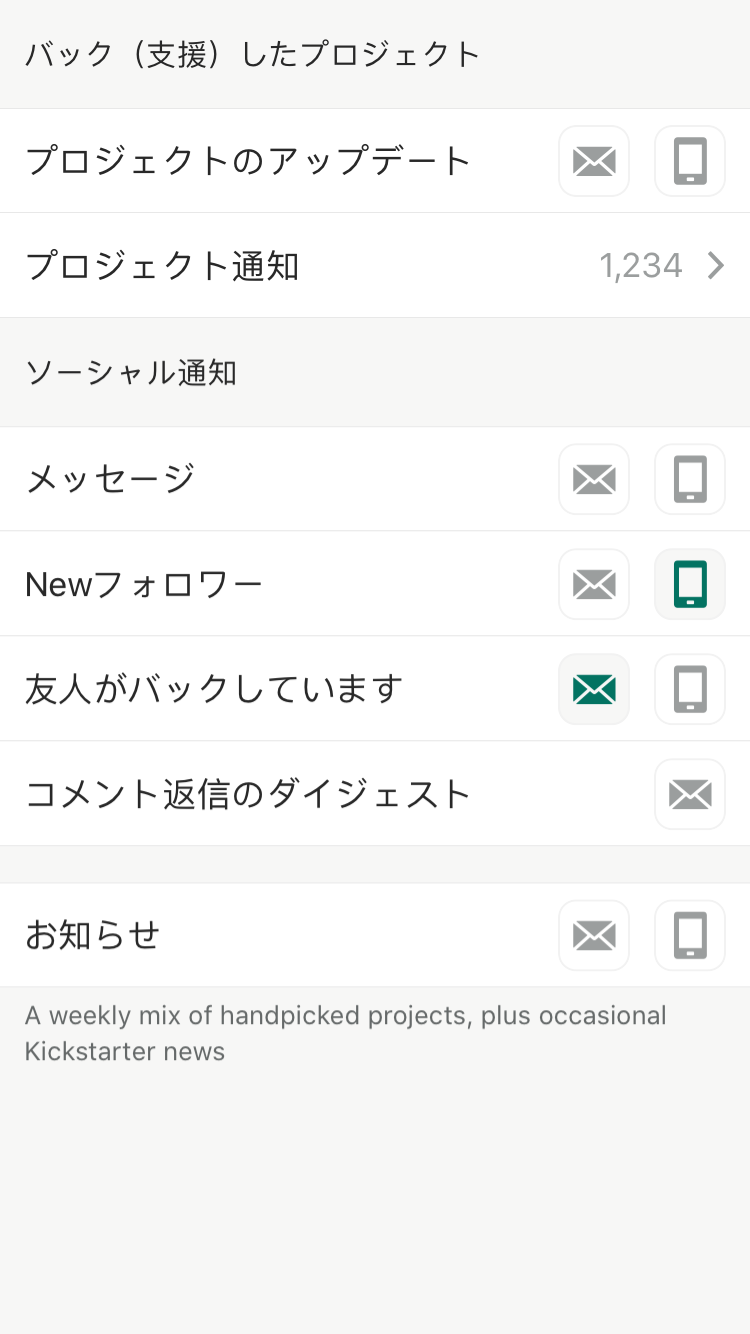 バック（支援）したプロジェクト
プロジェクトのアップデート
プロジェクト通知 1,234
ソーシャル通知
メッセージ
Newフォロワー
友人がバックしています
コメント返信のダイジェスト
お知らせ
A weekly mix of handpicked projects, plus occasional
Kickstarter news